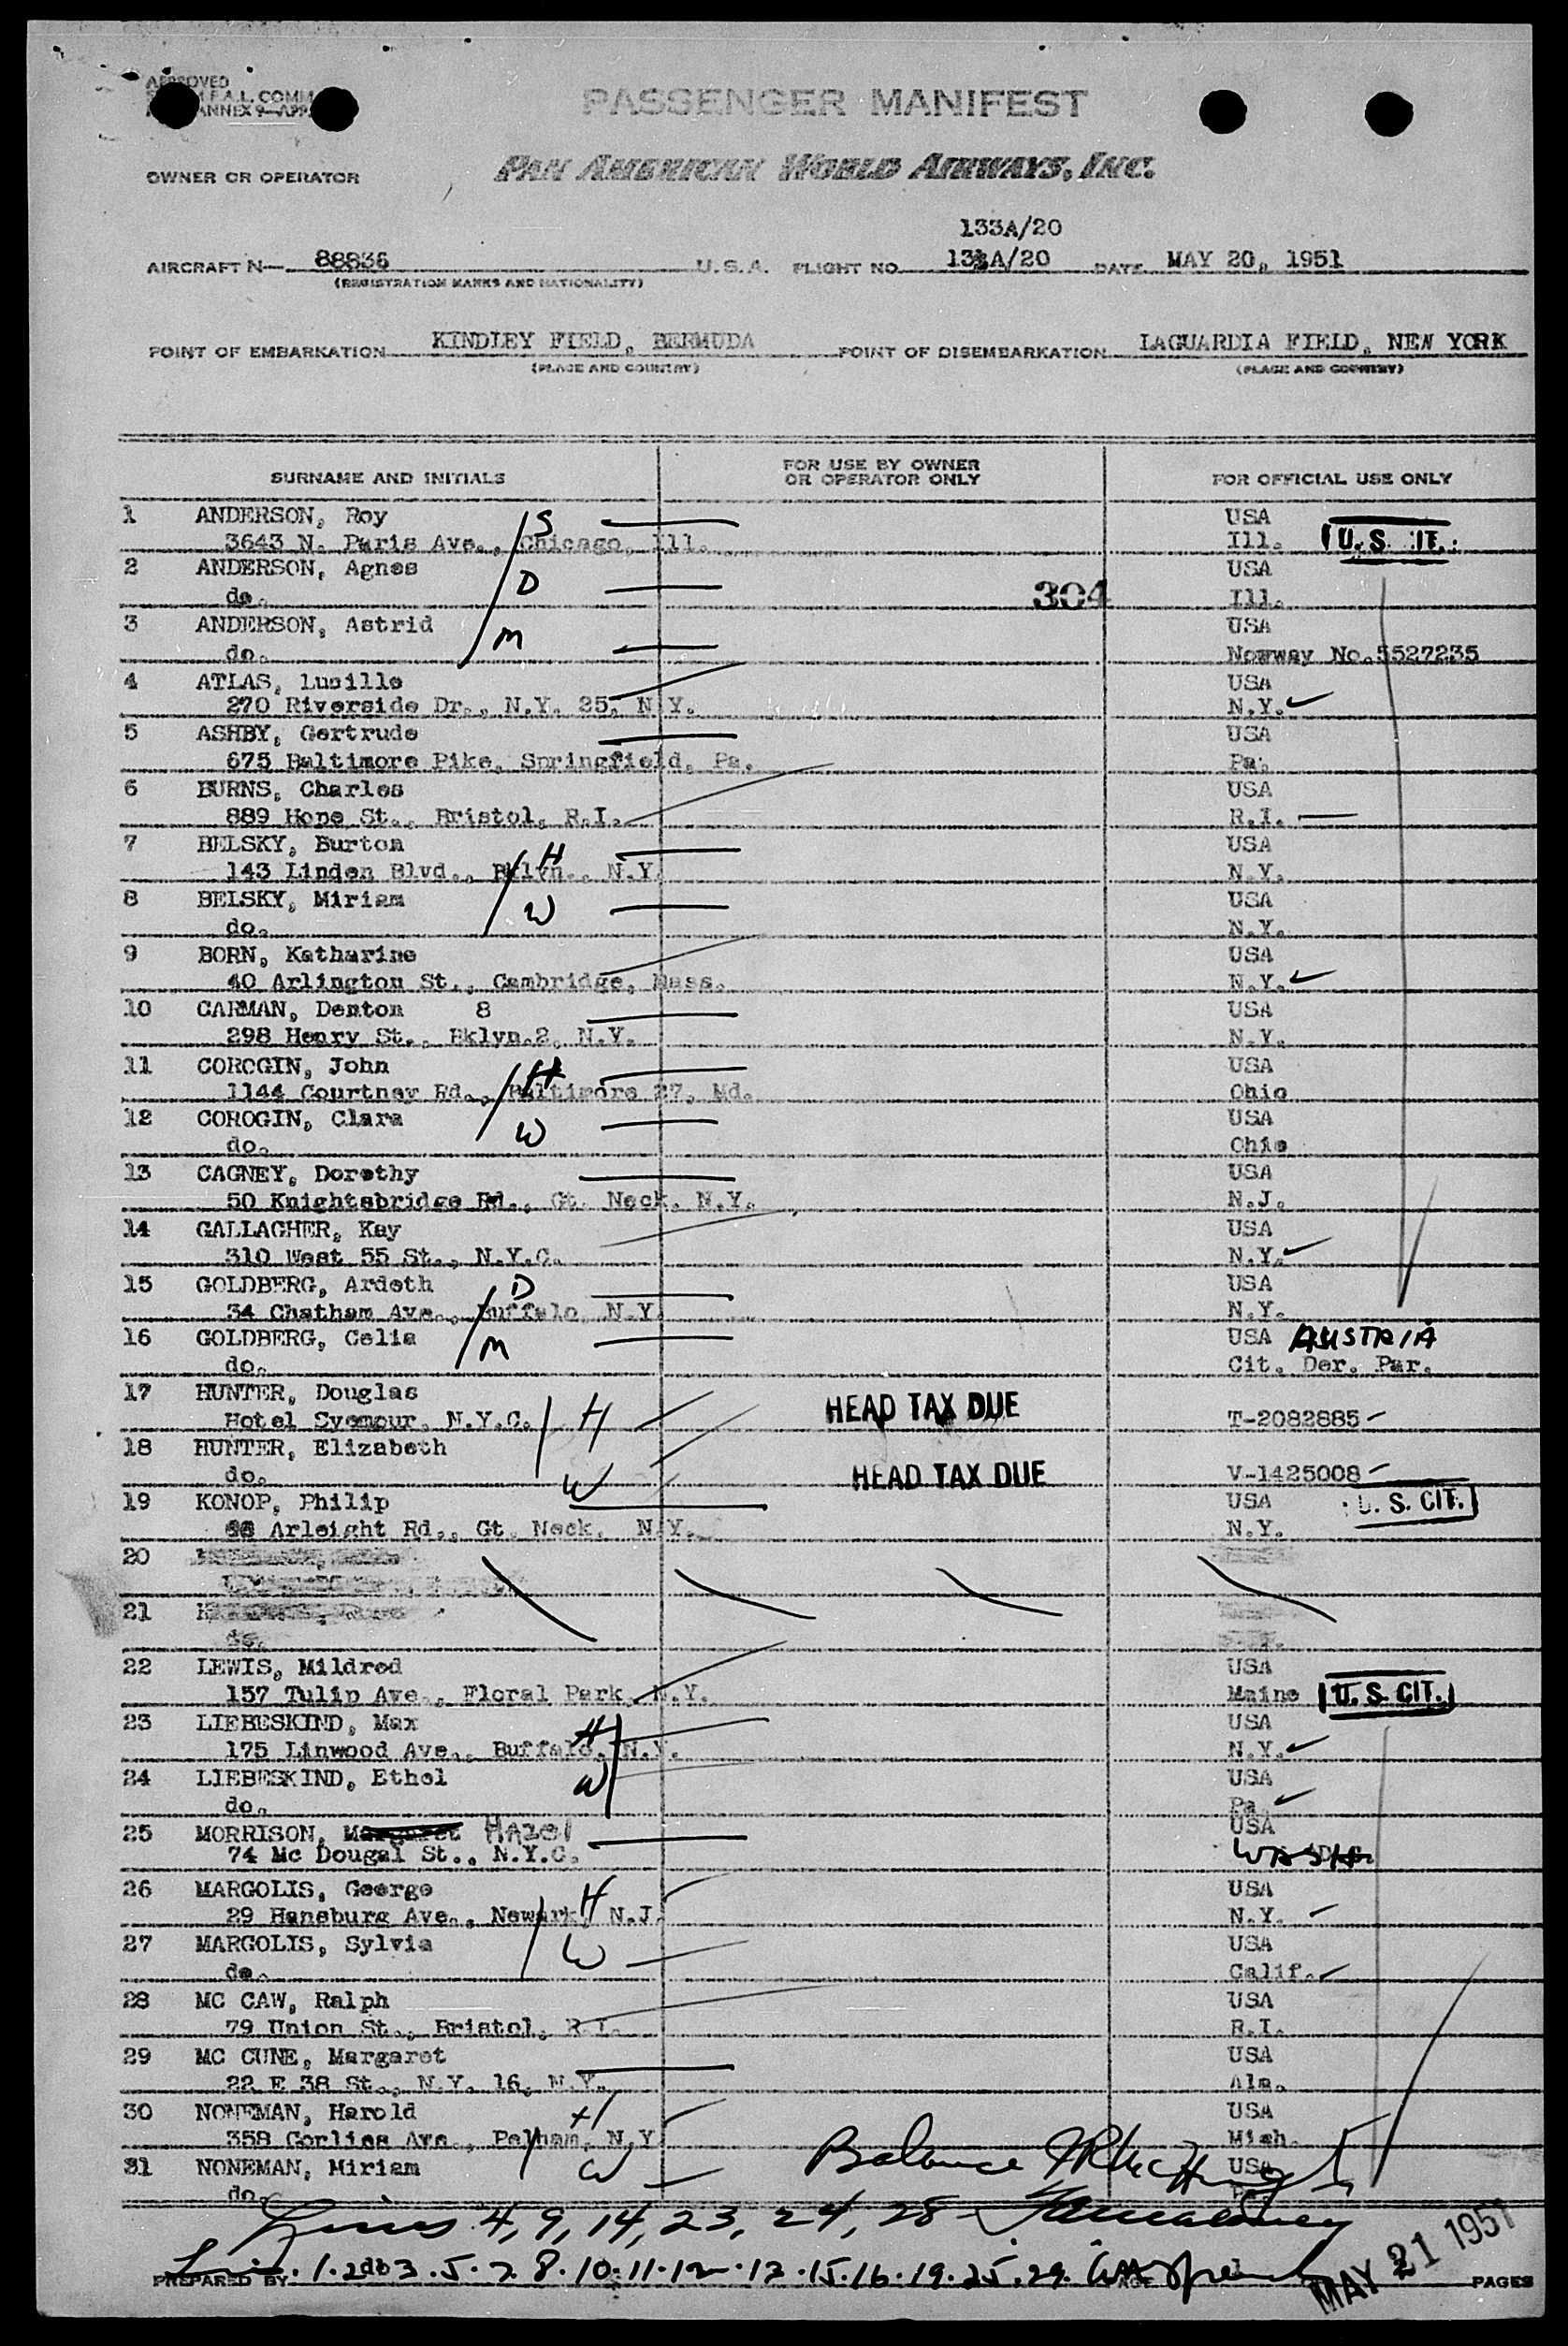 APPROVED
F.A.L. COMM
ANNEX 9—APP.
PASSENGER MANIFEST
OWNER OR OPERATOR PAN AMERICAN WORLD AIRWAYS, INC.
133A/20
AIRCRAFT N— 88836 U.S.A. FLIGHT NO. A/20 DATE MAY 20, 1951
(REGISTRATION MARKS AND NATIONALITY)
POINT OF EMBARKATION KINDLEY FIELD, BERMUDA POINT OF DISEMBARKATION LAGUARDIA FIELD, NEW YORK
(PLACE AND COUNTRY) (PLACE AND COUNTRY)
SURNAME AND INITIALS FOR USE BY OWNER OR OPERATOR ONLY FOR OFFICIAL USE ONLY
1 ANDERSON, Roy S USA
3643 N. Paris Ave., Chicago, Ill. Ill. U.S. IT.
2 ANDERSON, Agnes D USA
do. 304 Ill.
3 ANDERSON, Astrid M USA
do. Norway No.5527235
4 ATLAS, Lucille USA
270 Riverside Dr., N.Y. 25, N.Y. N.Y.
5 ASHBY, Gertrude USA
675 Baltimore Pike, Springfield, Pa. Pa.
6 BURNS, Charles USA
889 Hope St., Bristol, R.I. R.I.
7 BELSKY, Burton H USA
143 Linden Blvd., Bklyn., N.Y. N.Y.
8 BELSKY, Miriam W USA
do. N.Y.
9 BORN, Katharine USA
40 Arlington St., Cambridge, Mass. N.Y.
10 CARMAN, Denton 8 USA
298 Henry St., Bklyn.2, N.Y. N.Y.
11 COROGIN, John H USA
1144 Courtney Rd., Baltimore 27, Md. Ohio
12 COROGIN, Clara W USA
do. Ohio
13 CAGNEY, Dorothy USA
50 Knightsbridge Rd., Gt. Neck, N.Y. N.J.
14 GALLAGHER, Kay USA
310 West 55 St., N.Y.C. N.Y.
15 GOLDBERG, Ardeth D USA
34 Chatham Ave., Buffalo, N.Y. N.Y.
16 GOLDBERG, Celia M USA AUSTRIA
do. Cit. Der. Par.
17 HUNTER, Douglas
Hotel Syemour, N.Y.C. H HEAD TAX DUE T-2082885
18 HUNTER, Elizabeth
do. W HEAD TAX DUE V-1425008
19 KONOP, Philip USA U. S. CIT.
Arleight Rd., Gt. Neck, N.Y. N.Y.
20
21
do.
22 LEWIS, Mildred USA
157 Tulip Ave., Floral Park, N.Y. Maine U. S. CIT.
23 LIEBESKIND, Max H USA
175 Linwood Ave., Buffalo, N.Y. N.Y.
24 LIEBESKIND, Ethel W USA
do. Pa
25 MORRISON, Margaret HAZel USA
74 Mc Dougal St., N.Y.C. WASH
26 MARGOLIS, George H USA
29 Hansburg Ave., Newark, N.J. N.Y.
27 MARGOLIS, Sylvia W USA
do. Calif.
28 MC CAW, Ralph USA
79 Union St., Bristol, R.I. R.I.
29 MC CUNE, Margaret USA
22 E 38 St., N.Y. 16, N.Y. Ala.
30 NONEMAN, Harold H USA
358 Corlies Ave., Pelham, N.Y. Mich.
31 NONEMAN, Miriam W Balance USA
do.
Lines 4, 9, 14, 23, 24, 28
1. 2 db 3. 5. 7. 8. 10. 11. 12. 13. 15. 16. 19. 25. 29.
PREPARED BY PAGES
MAY 21 1951